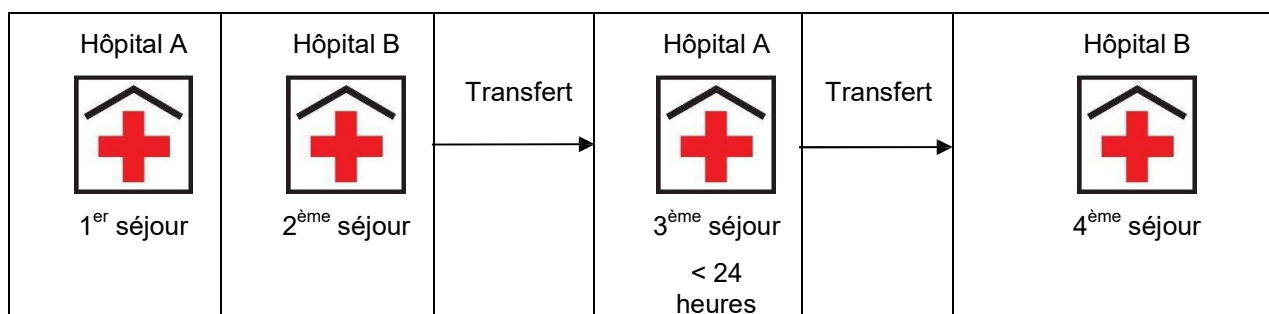 Hôpital A
1er séjour
Hôpital B
2ème séjour
Transfert
Hôpital A
3ème séjour
< 24
heures
Transfert
Hôpital B
4ème séjour